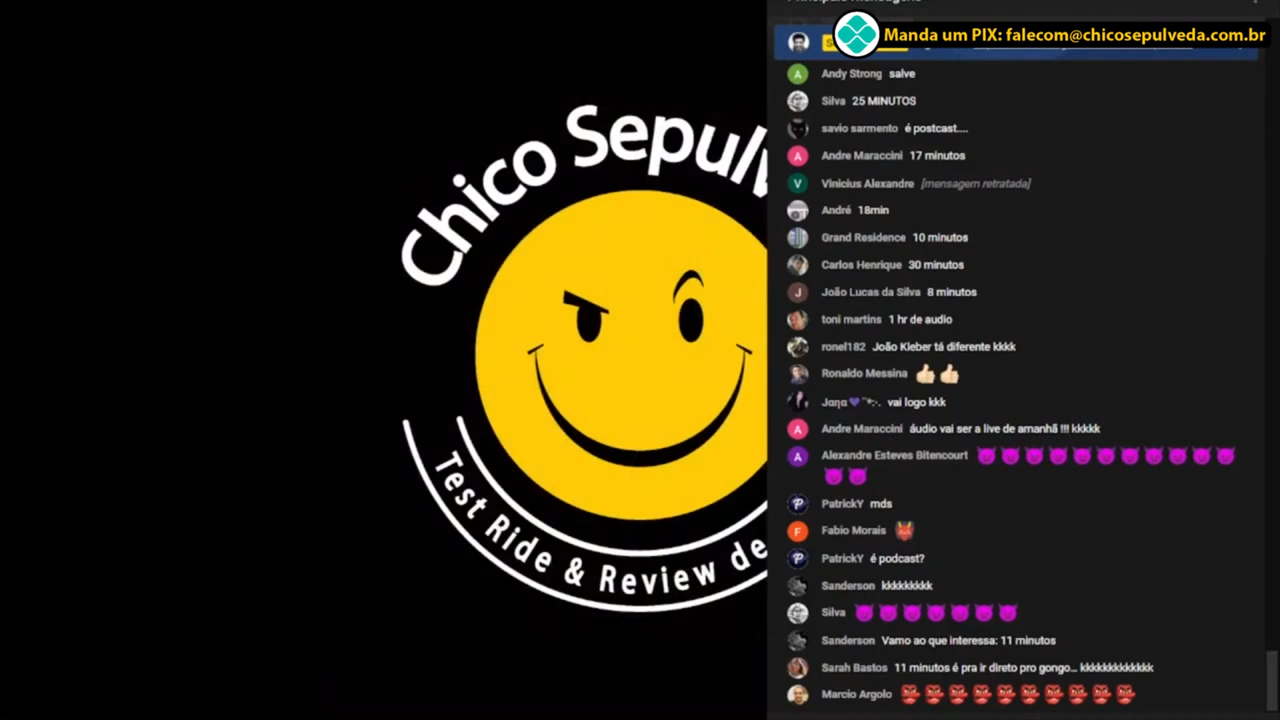 Manda um PIX: falecom@chicosepulveda.com.br
Chico Sepulv
Test Ride & Review de
Andy Strong salve
Silva 25 MINUTOS
savio sarmento é postcast....
Andre Maraccini 17 minutos
Vinicius Alexandre [mensagem retratada]
André 18min
Grand Residence 10 minutos
Carlos Henrique 30 minutos
João Lucas da Silva 8 minutos
toni martins 1 hr de audio
ronel182 João Kleber tá diferente kkkk
Ronaldo Messina 👍🏻👍🏻
Jαηα💜 vai logo kkk
Andre Maraccini áudio vai ser a live de amanhã !!! kkkkk
Alexandre Esteves Bitencourt 😈😈😈😈😈😈😈😈😈😈😈
😈😈
PatrickY mds
Fabio Morais 👹
PatrickY é podcast?
Sanderson kkkkkkkkk
Silva 😈😈😈😈😈😈😈
Sanderson Vamo ao que interessa: 11 minutos
Sarah Bastos 11 minutos é pra ir direto pro gongo... kkkkkkkkkkkkk
Marcio Argolo 👺👺👺👺👺👺👺👺👺👺